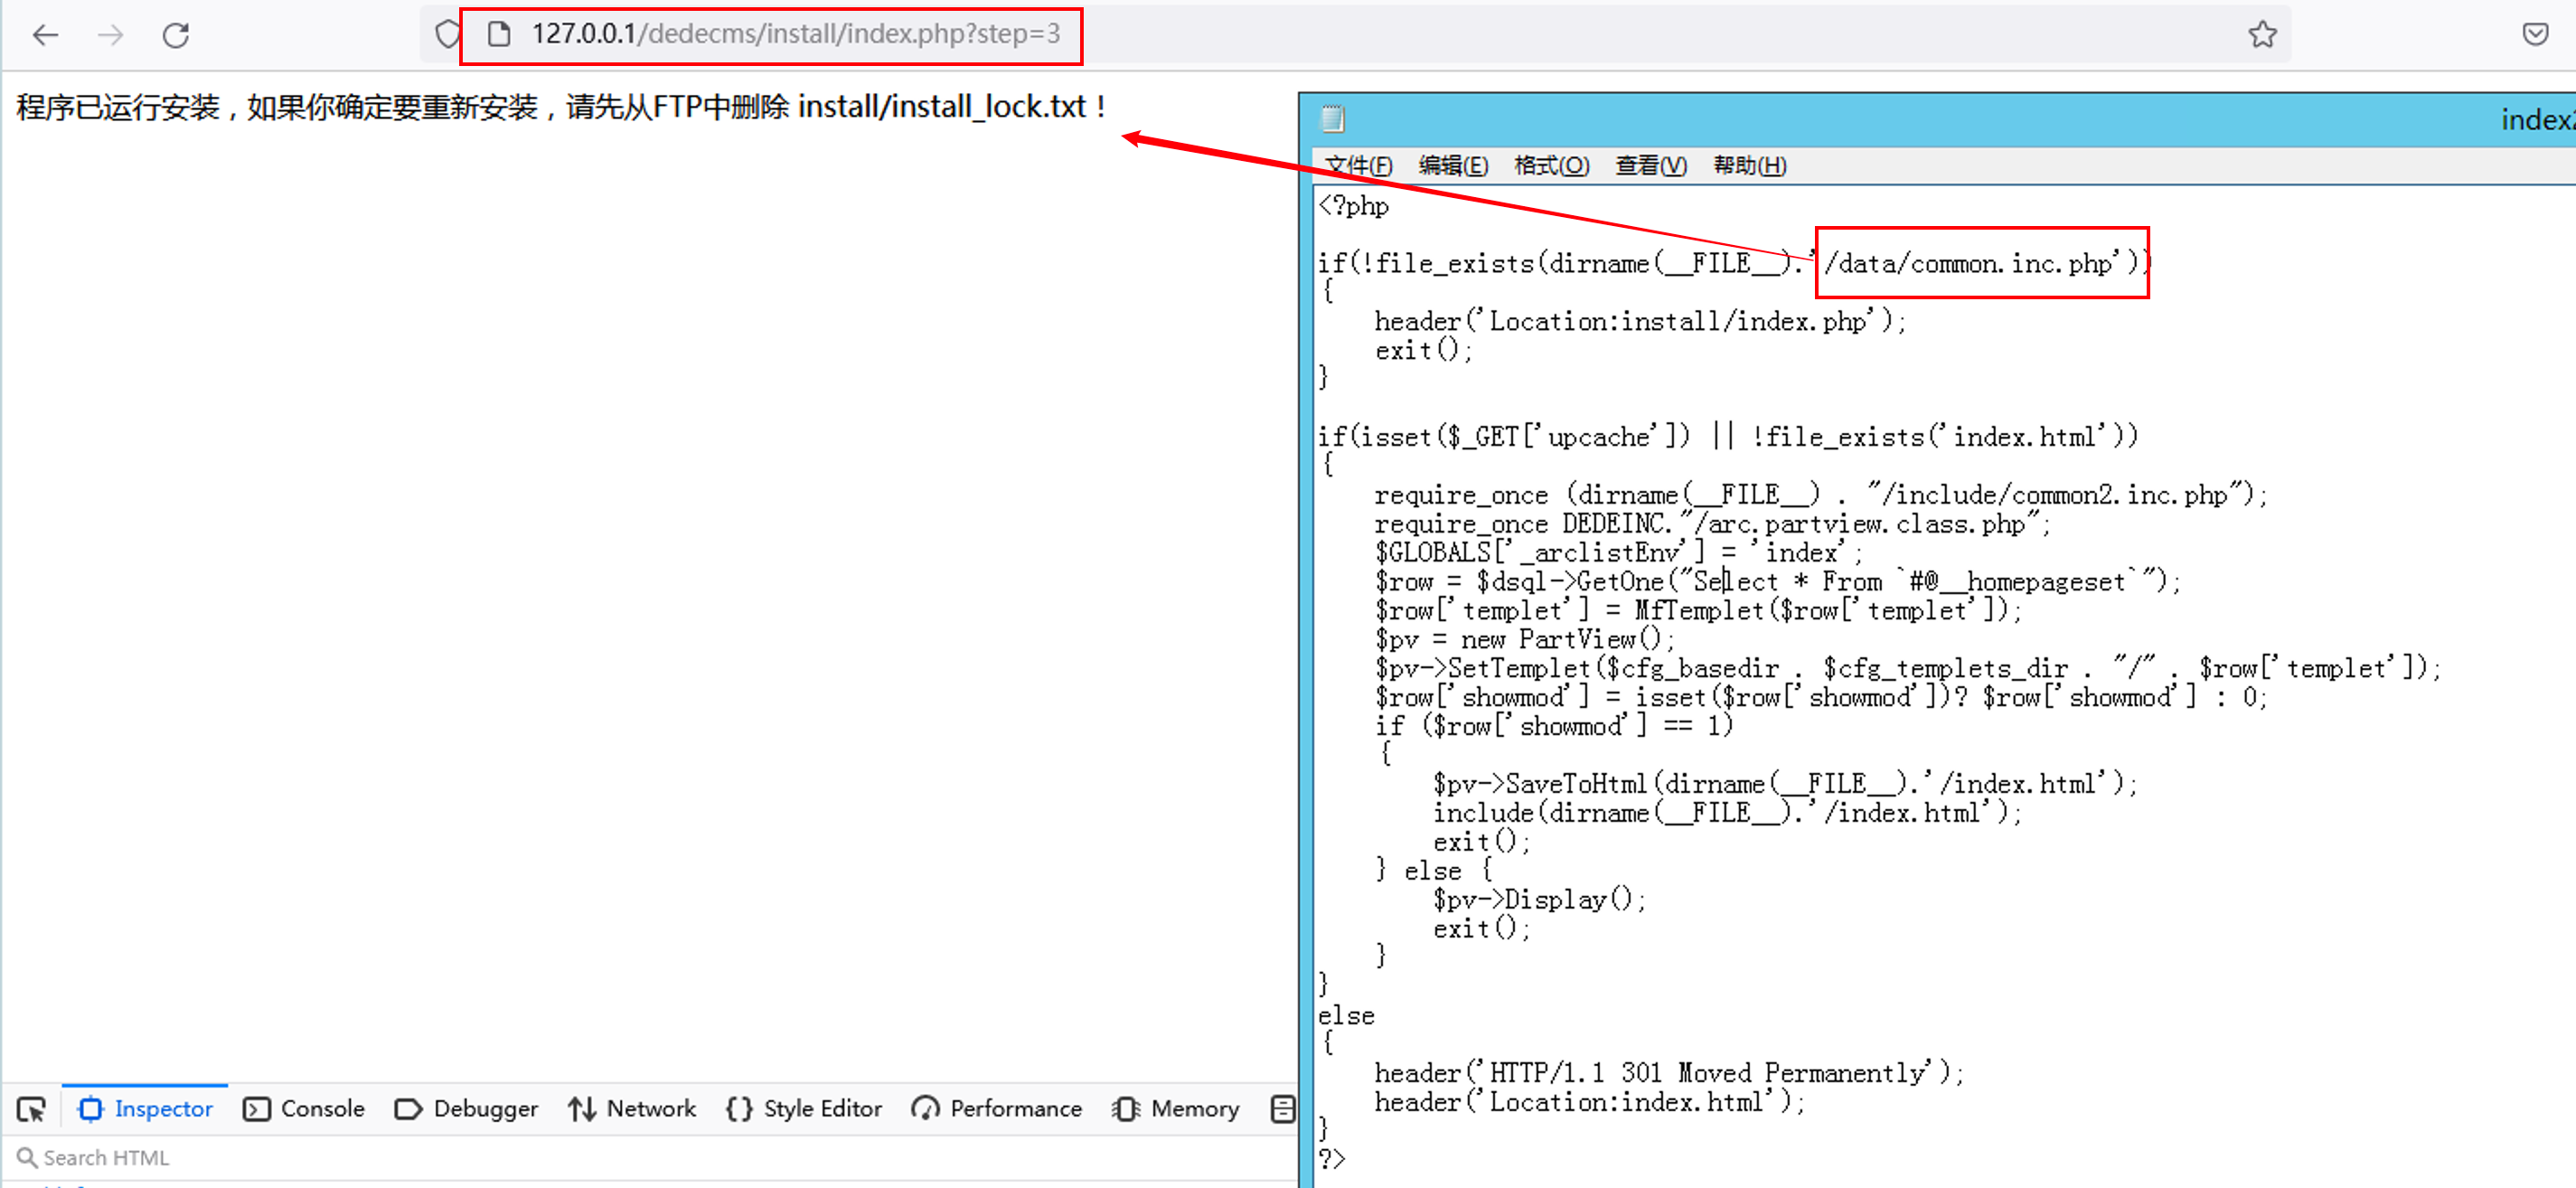 127.0.0.1/dedecms/install/index.php?step=3
程序已运行安装，如果你确定要重新安装，请先从FTP中删除 install/install_lock.txt！
index2
文件(F) 编辑(E) 格式(O) 查看(V) 帮助(H)
<?php
if(!file_exists(dirname(__FILE__).'/data/common.inc.php'))
{
    header('Location:install/index.php');
    exit();
}
if(isset($_GET['upcache']) || !file_exists('index.html'))
{
    require_once (dirname(__FILE__) . "/include/common2.inc.php");
    require_once DEDEINC."/arc.partview.class.php";
    $GLOBALS['_arclistEnv'] = 'index';
    $row = $dsql->GetOne("Select * From `#@__homepageset`");
    $row['templet'] = MfTemplet($row['templet']);
    $pv = new PartView();
    $pv->SetTemplet($cfg_basedir . $cfg_templets_dir . "/" . $row['templet']);
    $row['showmod'] = isset($row['showmod'])? $row['showmod'] : 0;
    if ($row['showmod'] == 1)
    {
        $pv->SaveToHtml(dirname(__FILE__).'/index.html');
        include(dirname(__FILE__).'/index.html');
        exit();
    } else {
        $pv->Display();
        exit();
    }
}
else
{
    header('HTTP/1.1 301 Moved Permanently');
    header('Location:index.html');
}
?>
Inspector Console Debugger Network Style Editor Performance Memory
Search HTML